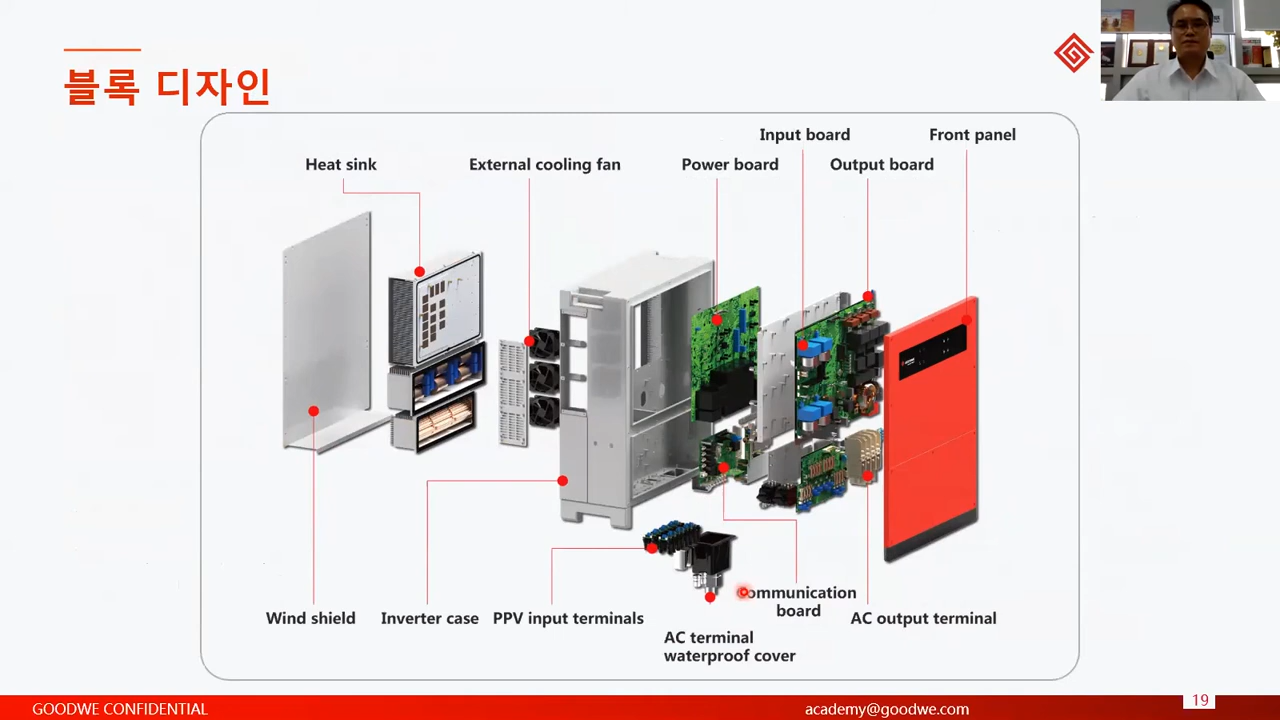 블록 디자인
Input board
Front panel
Heat sink
External cooling fan
Power board
Output board
Wind shield
Inverter case
PPV input terminals
ommunication
board
AC output terminal
AC terminal
waterproof cover
GOODWE CONFIDENTIAL
academy@goodwe.com
19